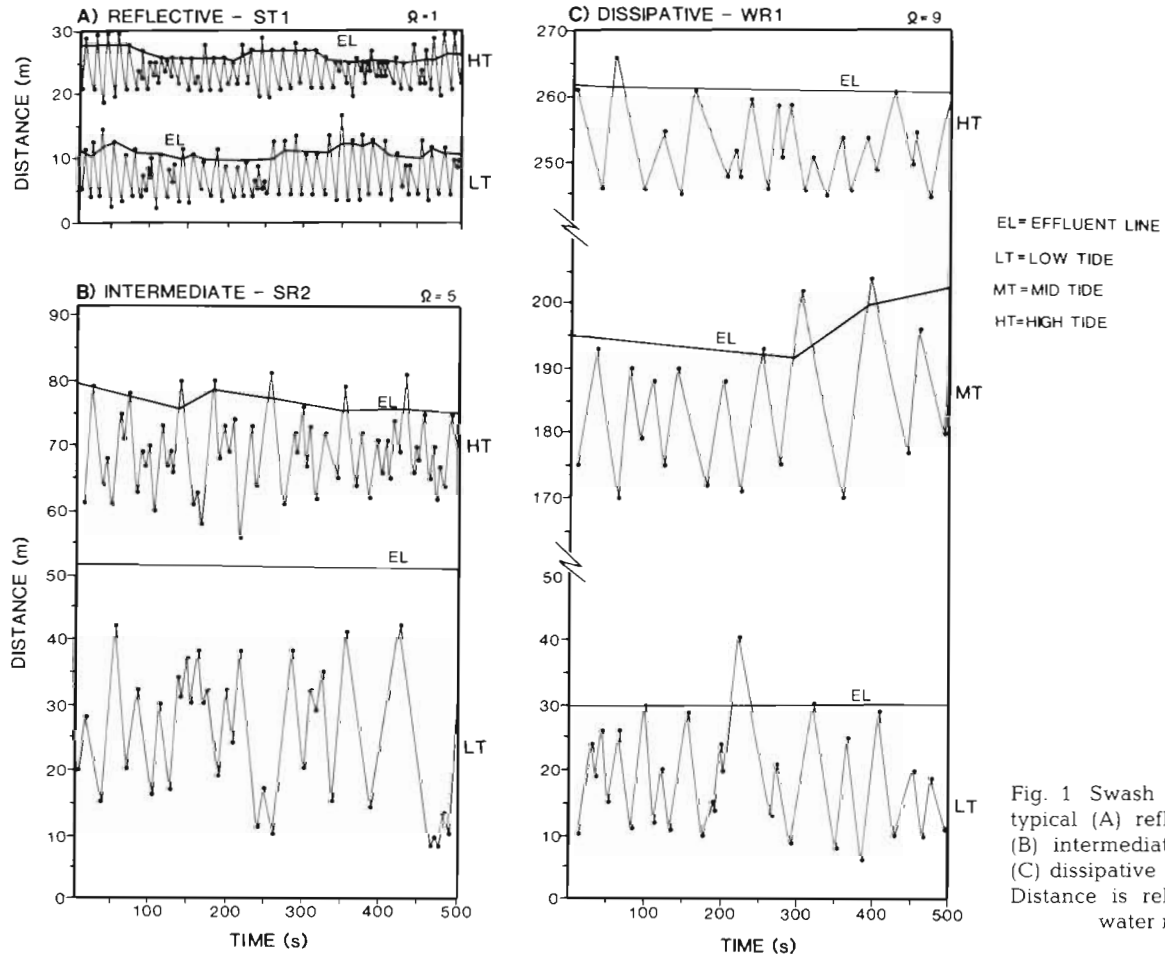 A) REFLECTIVE - ST1 Ω=1
30
20
10
0
DISTANCE (m)
EL
HT
EL
LT
B) INTERMEDIATE - SR2 Ω=5
90
80
70
60
50
40
30
20
10
0
DISTANCE (m)
EL
HT
EL
LT
100 200 300 400 500
TIME (s)
C) DISSIPATIVE - WR1 Ω=9
270
260
250
200
190
180
170
50
40
30
20
10
0
EL
HT
EL
MT
EL
LT
100 200 300 400 500
TIME (s)
EL= EFFLUENT LINE
LT=LOW TIDE
MT=MID TIDE
HT=HIGH TIDE
Fig. 1 Swash
typical (A) refl
(B) intermediat
(C) dissipative
Distance is rel
water